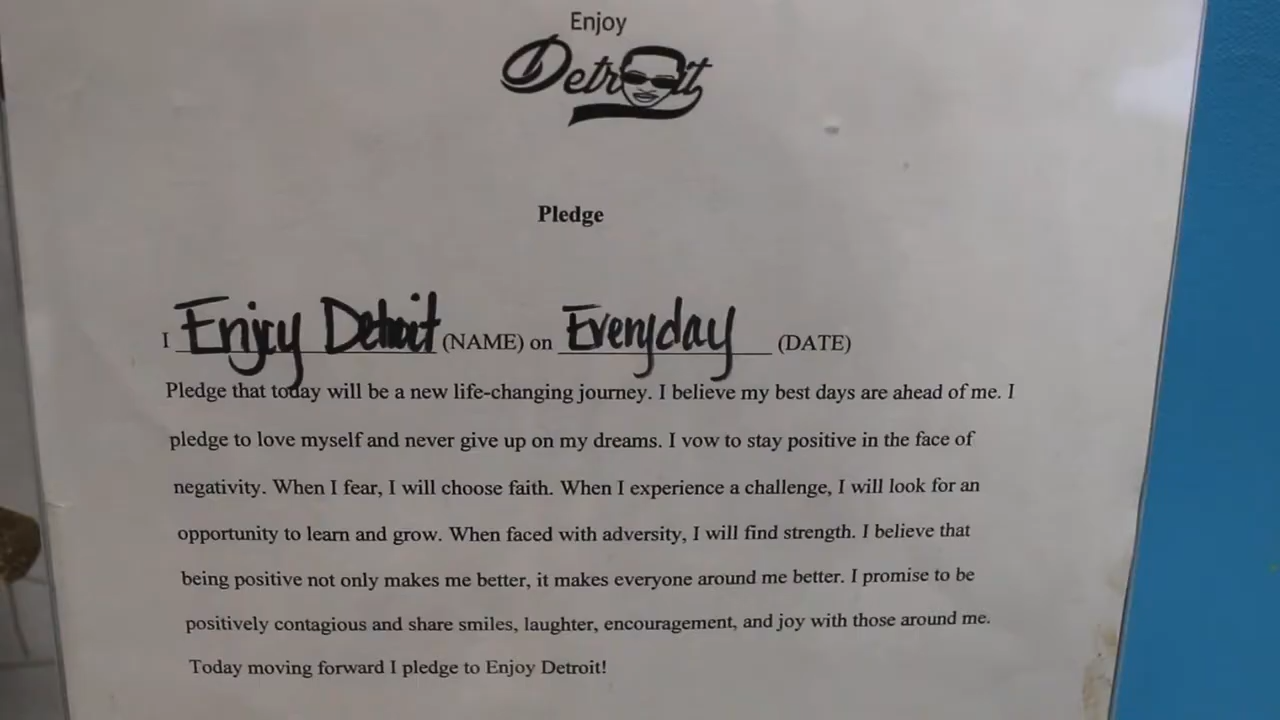 Enjoy
Detroit
Pledge
I Enjoy Detroit (NAME) on Everyday (DATE)
Pledge that today will be a new life-changing journey. I believe my best days are ahead of me. I
pledge to love myself and never give up on my dreams. I vow to stay positive in the face of
negativity. When I fear, I will choose faith. When I experience a challenge, I will look for an
opportunity to learn and grow. When faced with adversity, I will find strength. I believe that
being positive not only makes me better, it makes everyone around me better. I promise to be
positively contagious and share smiles, laughter, encouragement, and joy with those around me.
Today moving forward I pledge to Enjoy Detroit!